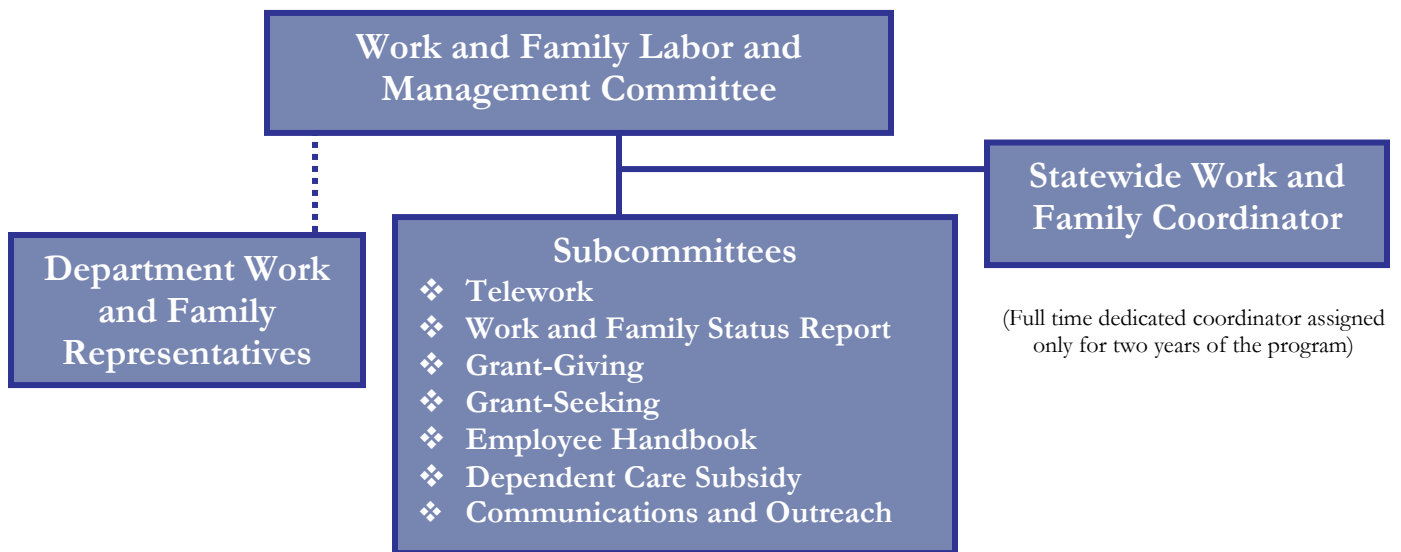 Work and Family Labor and
Management Committee
Statewide Work and
Family Coordinator
(Full time dedicated coordinator assigned
only for two years of the program)
Department Work
and Family
Representatives
Subcommittees
❖ Telework
❖ Work and Family Status Report
❖ Grant-Giving
❖ Grant-Seeking
❖ Employee Handbook
❖ Dependent Care Subsidy
❖ Communications and Outreach